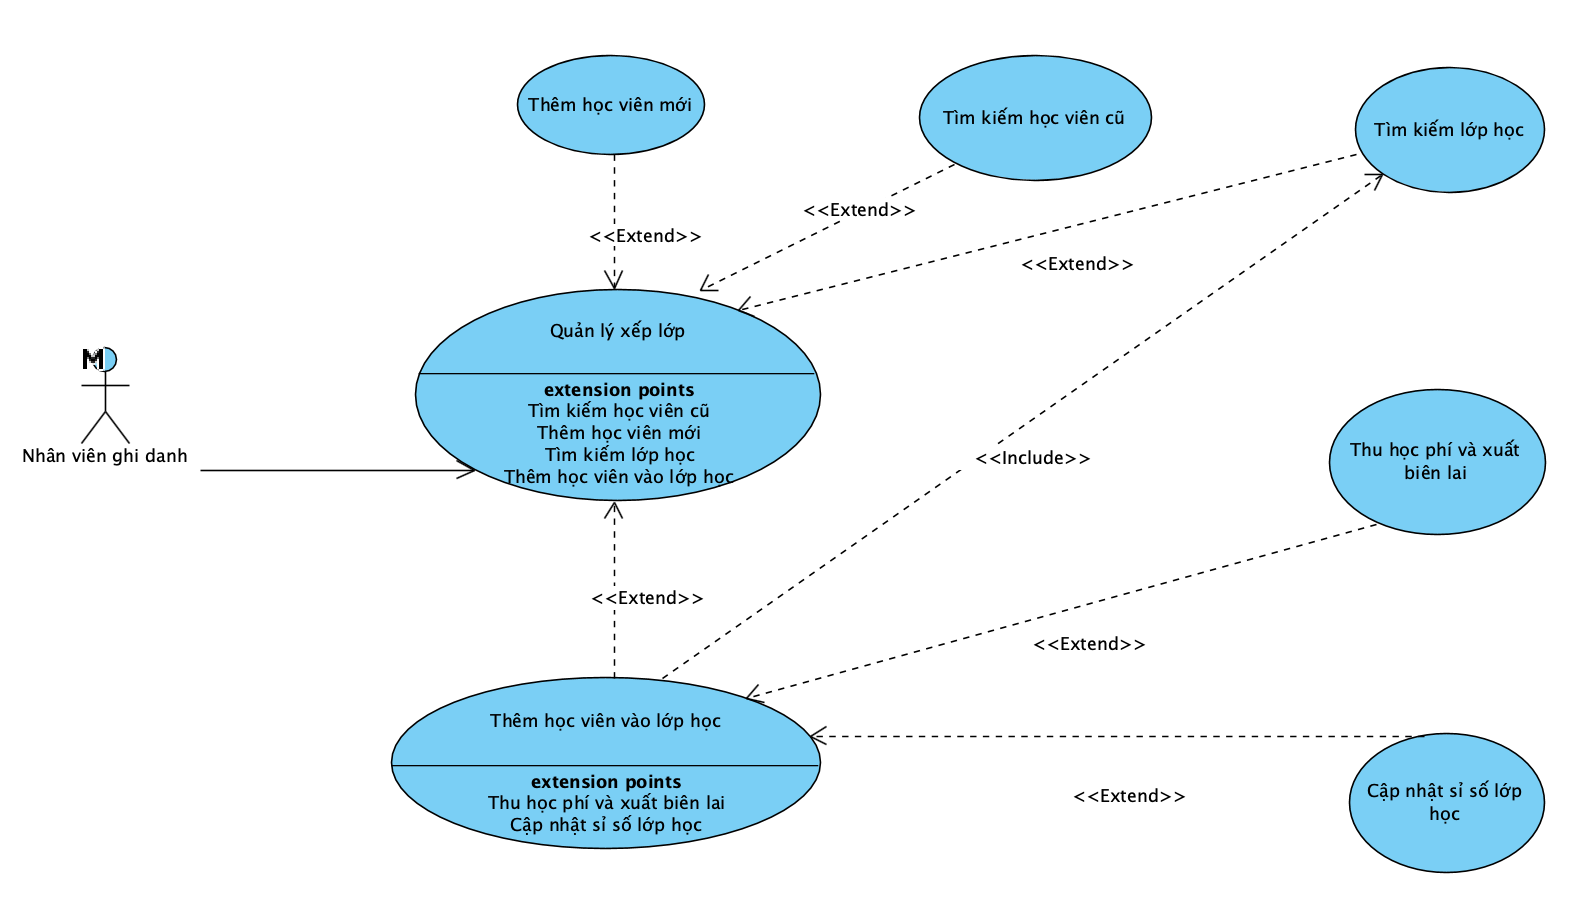 Thêm học viên mới
Tìm kiếm học viên cũ
Tìm kiếm lớp học
<<Extend>>
<<Extend>>
<<Extend>>
Quản lý xếp lớp
extension points
Tìm kiếm học viên cũ
Thêm học viên mới
Tìm kiếm lớp học
Thêm học viên vào lớp học
M
Nhân viên ghi danh
<<Include>>
Thu học phí và xuất
biên lai
<<Extend>>
<<Extend>>
Thêm học viên vào lớp học
extension points
Thu học phí và xuất biên lai
Cập nhật sỉ số lớp học
<<Extend>>
Cập nhật sỉ số lớp
học